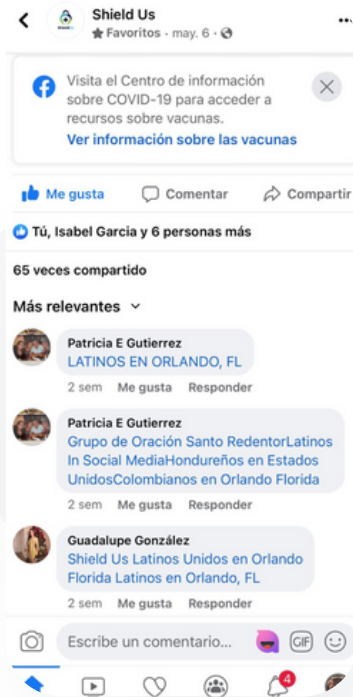 Shield Us
Favoritos · may. 6 ·
Visita el Centro de información
sobre COVID-19 para acceder a
recursos sobre vacunas.
Ver información sobre las vacunas
Me gusta Comentar Compartir
Tú, Isabel Garcia y 6 personas más
65 veces compartido
Más relevantes
Patricia E Gutierrez
LATINOS EN ORLANDO, FL
2 sem Me gusta Responder
Patricia E Gutierrez
Grupo de Oración Santo RedentorLatinos
In Social MediaHondureños en Estados
UnidosColombianos en Orlando Florida
2 sem Me gusta Responder
Guadalupe González
Shield Us Latinos Unidos en Orlando
Florida Latinos en Orlando, FL
2 sem Me gusta Responder
Escribe un comentario... GIF
4